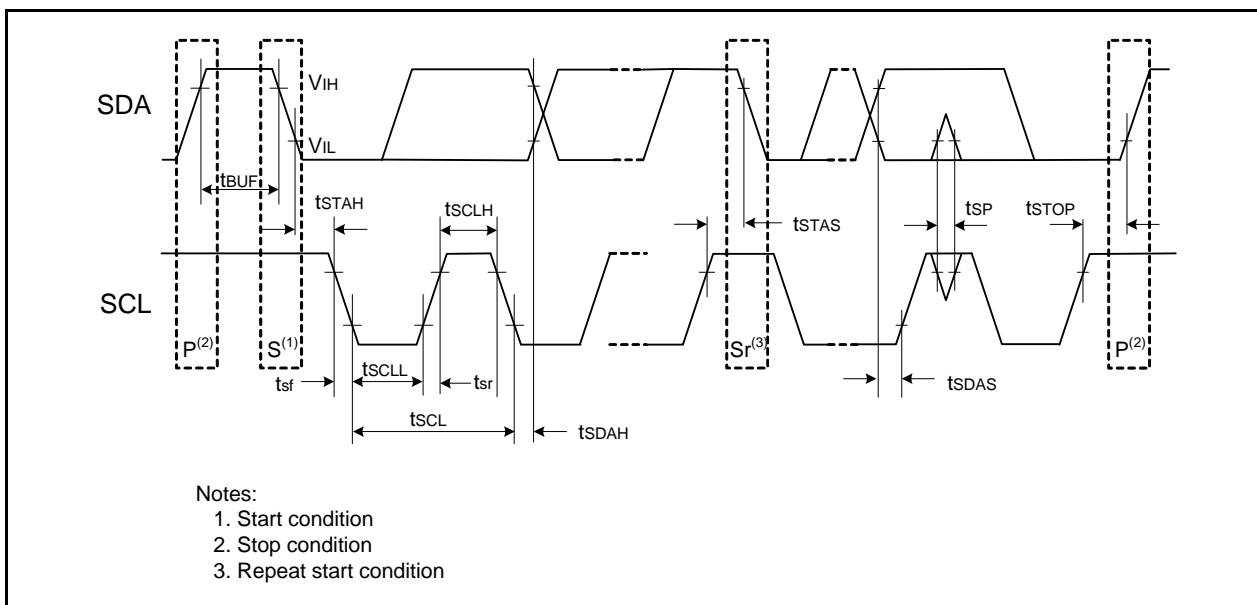 SDA
VIH
VIL
tBUF
tSTAH
tSCLH
tSTAS
tSP
tSTOP
SCL
P(2)
S(1)
Sr(3)
P(2)
tsf
tSCLL
tsr
tSDAS
tSCL
tSDAH
Notes:
1. Start condition
2. Stop condition
3. Repeat start condition